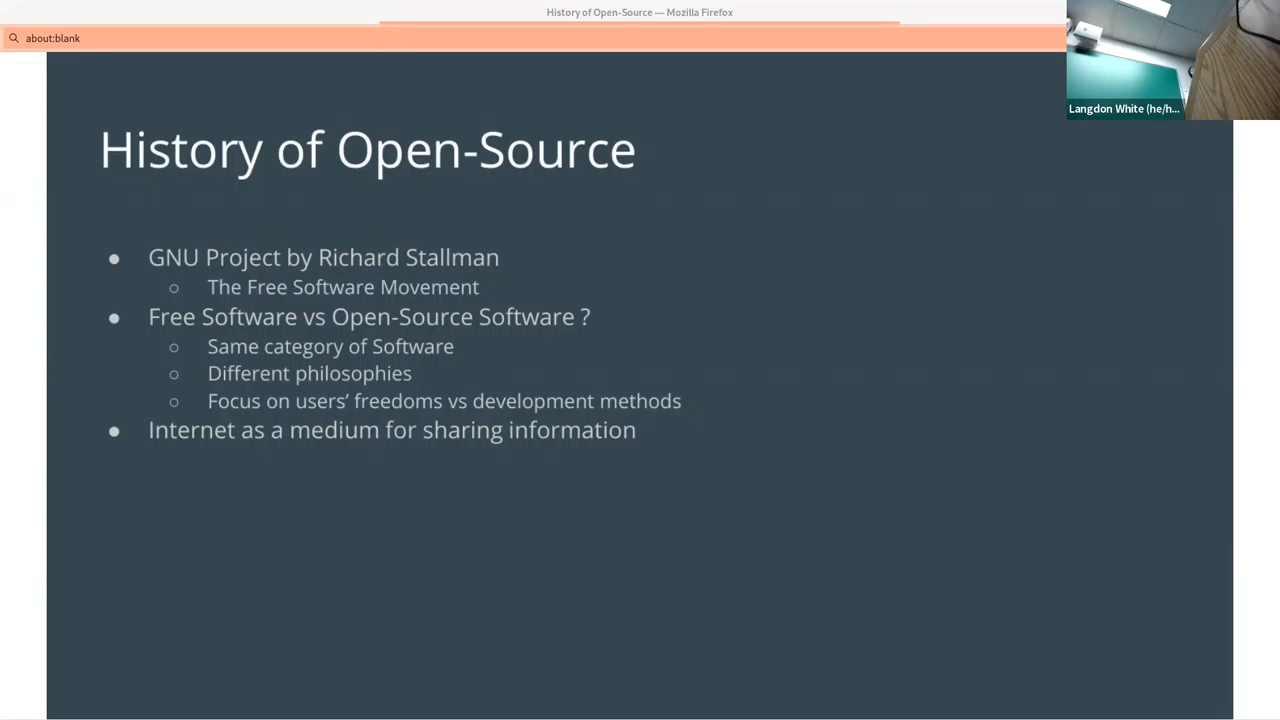 History of Open-Source — Mozilla Firefox
about:blank
Langdon White (he/h...
History of Open-Source
● GNU Project by Richard Stallman
○ The Free Software Movement
● Free Software vs Open-Source Software ?
○ Same category of Software
○ Different philosophies
○ Focus on users’ freedoms vs development methods
● Internet as a medium for sharing information